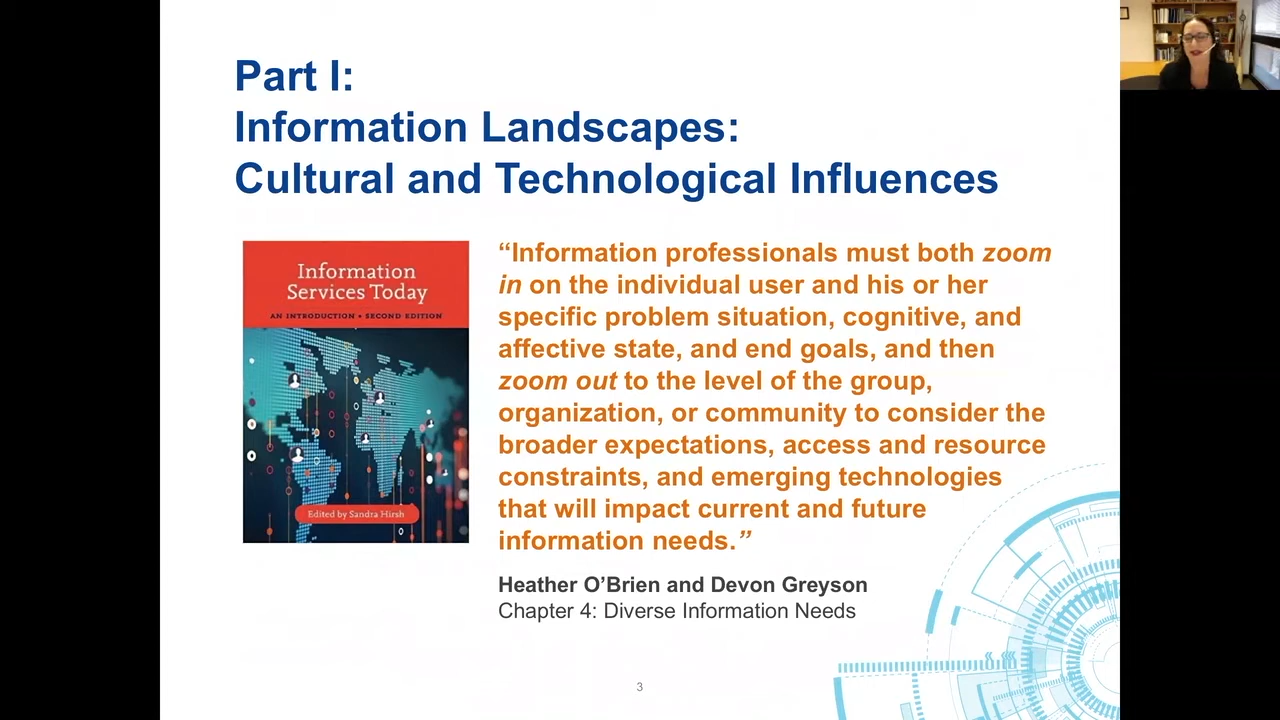 Part I:
Information Landscapes:
Cultural and Technological Influences
Information
Services Today
AN INTRODUCTION • SECOND EDITION
Edited by Sandra Hirsh
“Information professionals must both zoom
in on the individual user and his or her
specific problem situation, cognitive, and
affective state, and end goals, and then
zoom out to the level of the group,
organization, or community to consider the
broader expectations, access and resource
constraints, and emerging technologies
that will impact current and future
information needs.”
Heather O’Brien and Devon Greyson
Chapter 4: Diverse Information Needs
3